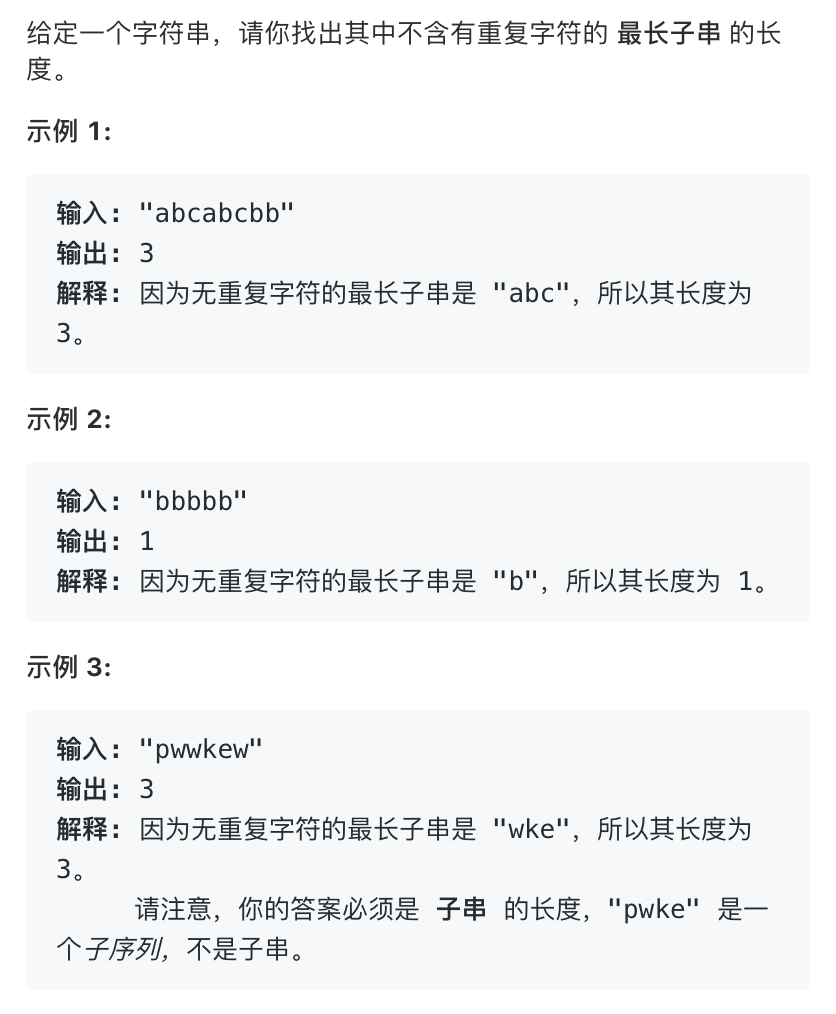 给定一个字符串，请你找出其中不含有重复字符的 最长子串 的长
度。
示例 1:
输入: "abcabcbb"
输出: 3
解释: 因为无重复字符的最长子串是 "abc"，所以其长度为
3。
示例 2:
输入: "bbbbb"
输出: 1
解释: 因为无重复字符的最长子串是 "b"，所以其长度为 1。
示例 3:
输入: "pwwkew"
输出: 3
解释: 因为无重复字符的最长子串是 "wke"，所以其长度为
3。
请注意，你的答案必须是 子串 的长度，"pwke" 是一
个子序列，不是子串。